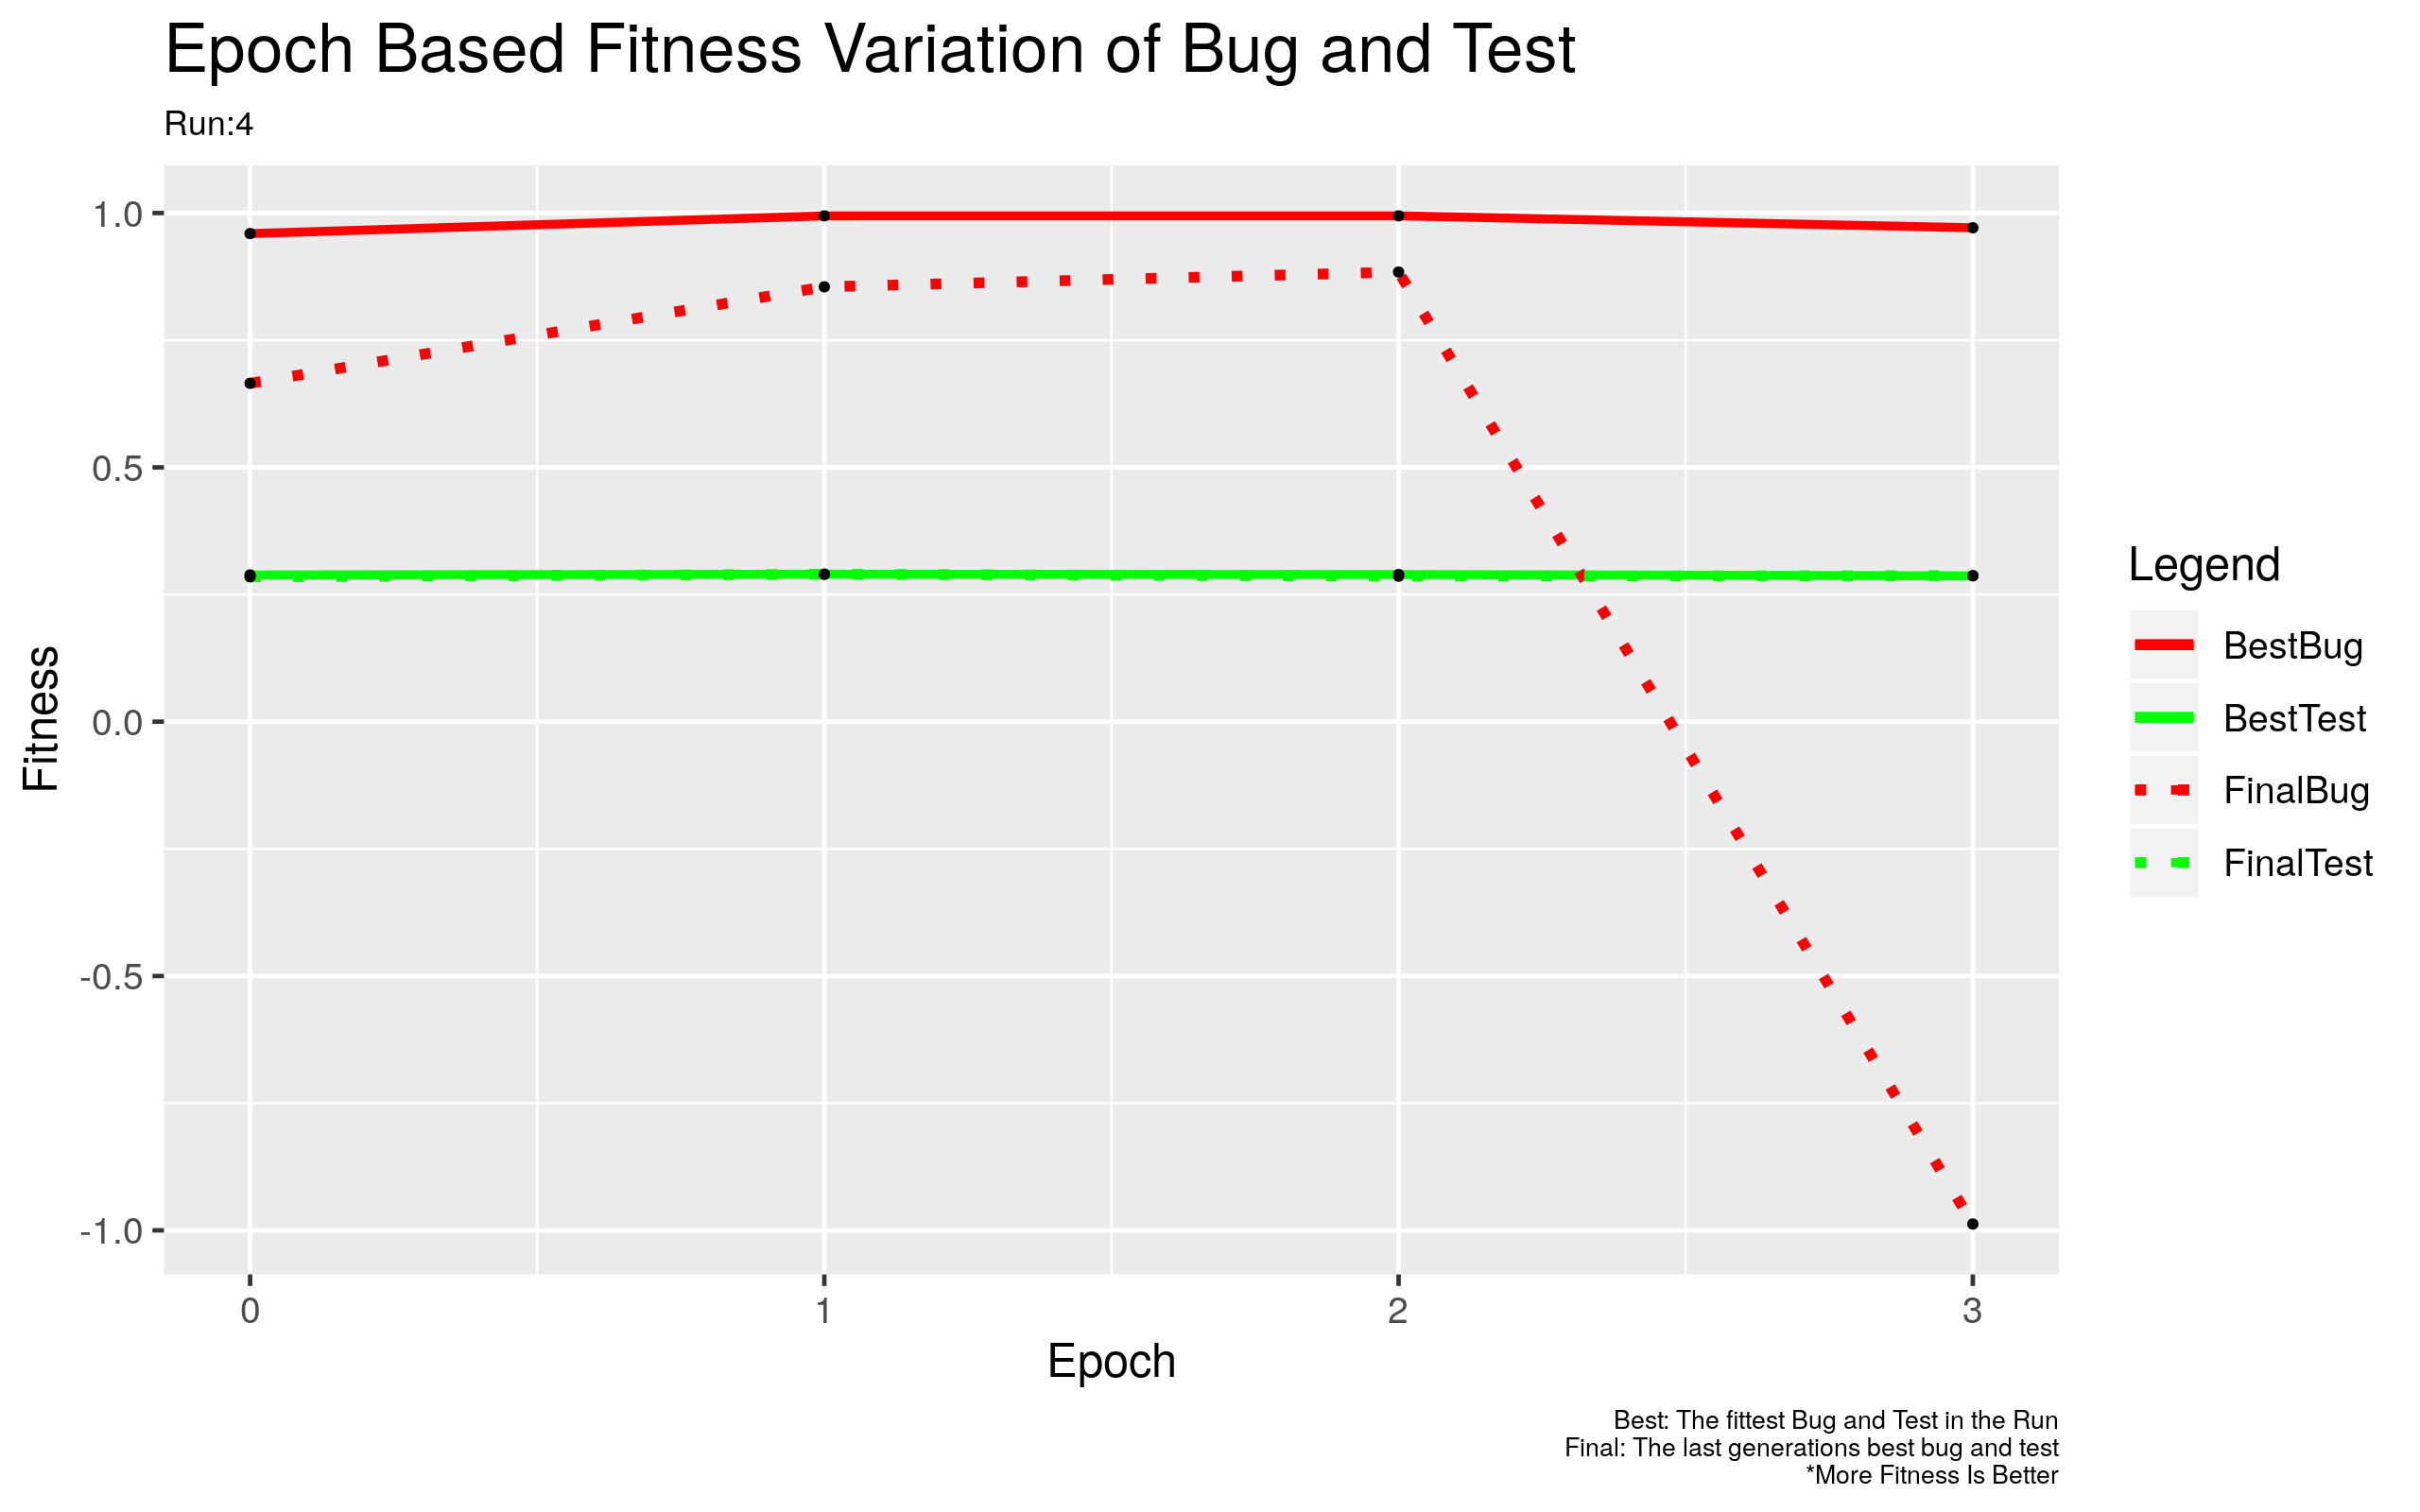 Epoch Based Fitness Variation of Bug and Test
Run:4
1.0
0.5
0.0
-0.5
-1.0
Fitness
0
1
2
3
Epoch
Legend
BestBug
BestTest
FinalBug
FinalTest
Best: The fittest Bug and Test in the Run
Final: The last generations best bug and test
*More Fitness Is Better